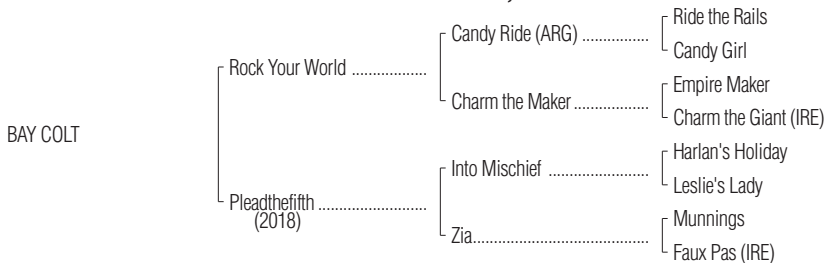 Ride the Rails
Candy Ride (ARG) ................
Candy Girl
Rock Your World ..................
Empire Maker
Charm the Maker..................
Charm the Giant (IRE)
BAY COLT
Harlan's Holiday
Into Mischief ........................
Leslie's Lady
Pleadthefifth..........................
(2018)
Munnings
Zia..........................................
Faux Pas (IRE)